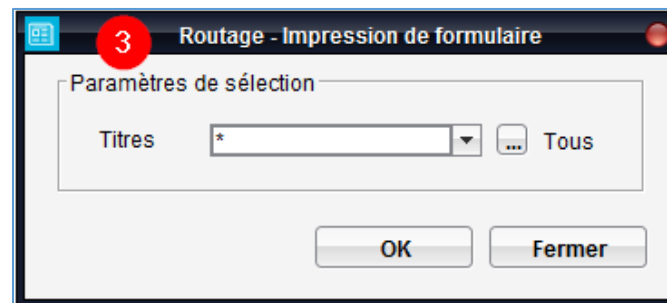 3 Routage - Impression de formulaire
Paramètres de sélection
Titres * ... Tous
OK Fermer